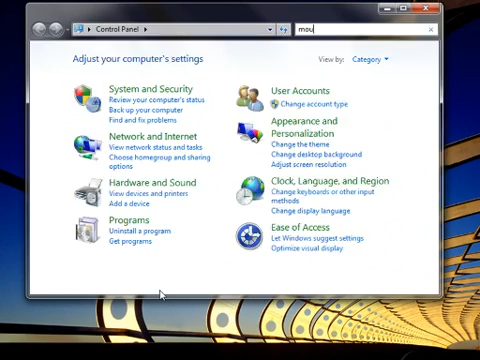 Control Panel
mou
Adjust your computer's settings
View by: Category
System and Security
Review your computer's status
Back up your computer
Find and fix problems
Network and Internet
View network status and tasks
Choose homegroup and sharing
options
Hardware and Sound
View devices and printers
Add a device
Programs
Uninstall a program
Get programs
User Accounts
Change account type
Appearance and
Personalization
Change the theme
Change desktop background
Adjust screen resolution
Clock, Language, and Region
Change keyboards or other input
methods
Change display language
Ease of Access
Let Windows suggest settings
Optimize visual display